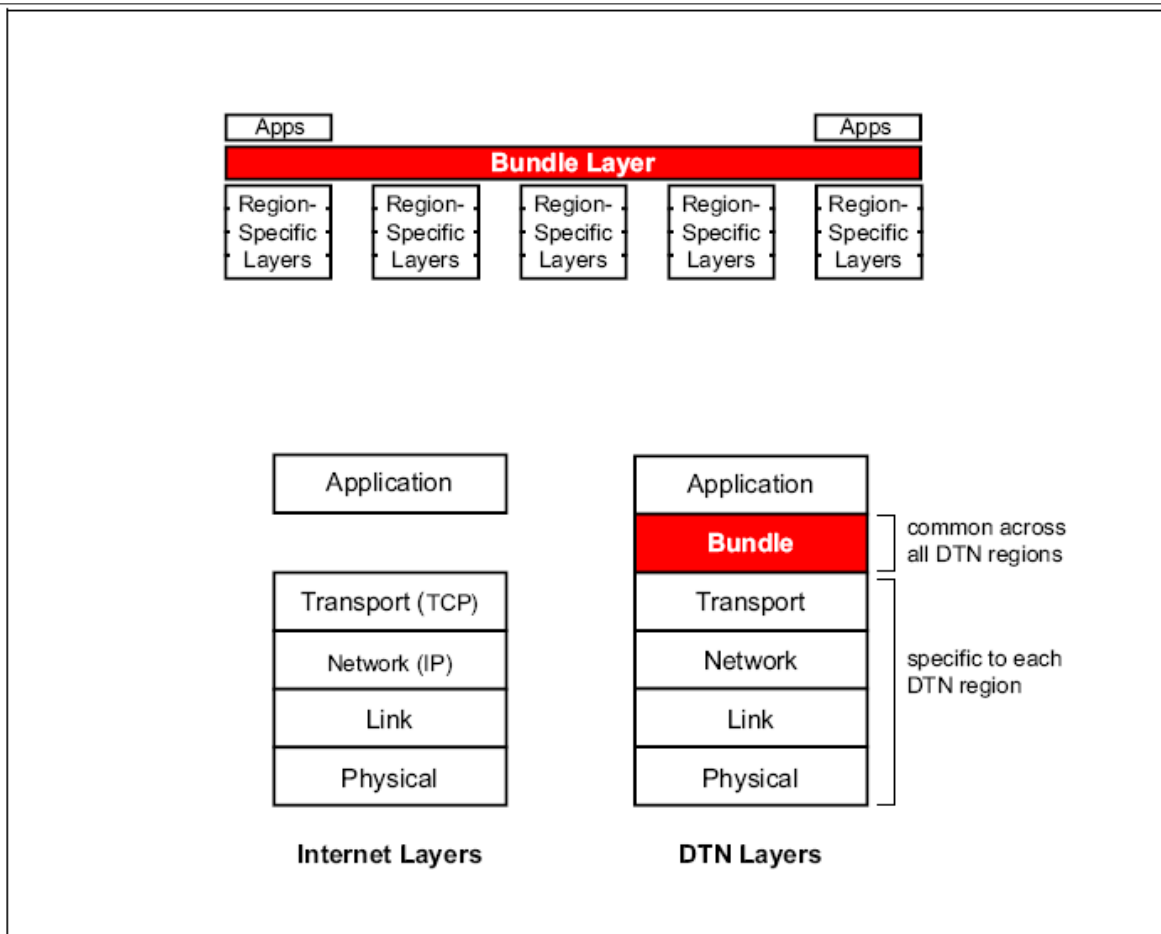 Apps Apps
Bundle Layer
Region- Region- Region- Region- Region-
Specific Specific Specific Specific Specific
Layers Layers Layers Layers Layers
Application Application
Bundle
common across
all DTN regions
Transport (TCP) Transport
Network (IP) Network
specific to each
DTN region
Link Link
Physical Physical
Internet Layers DTN Layers